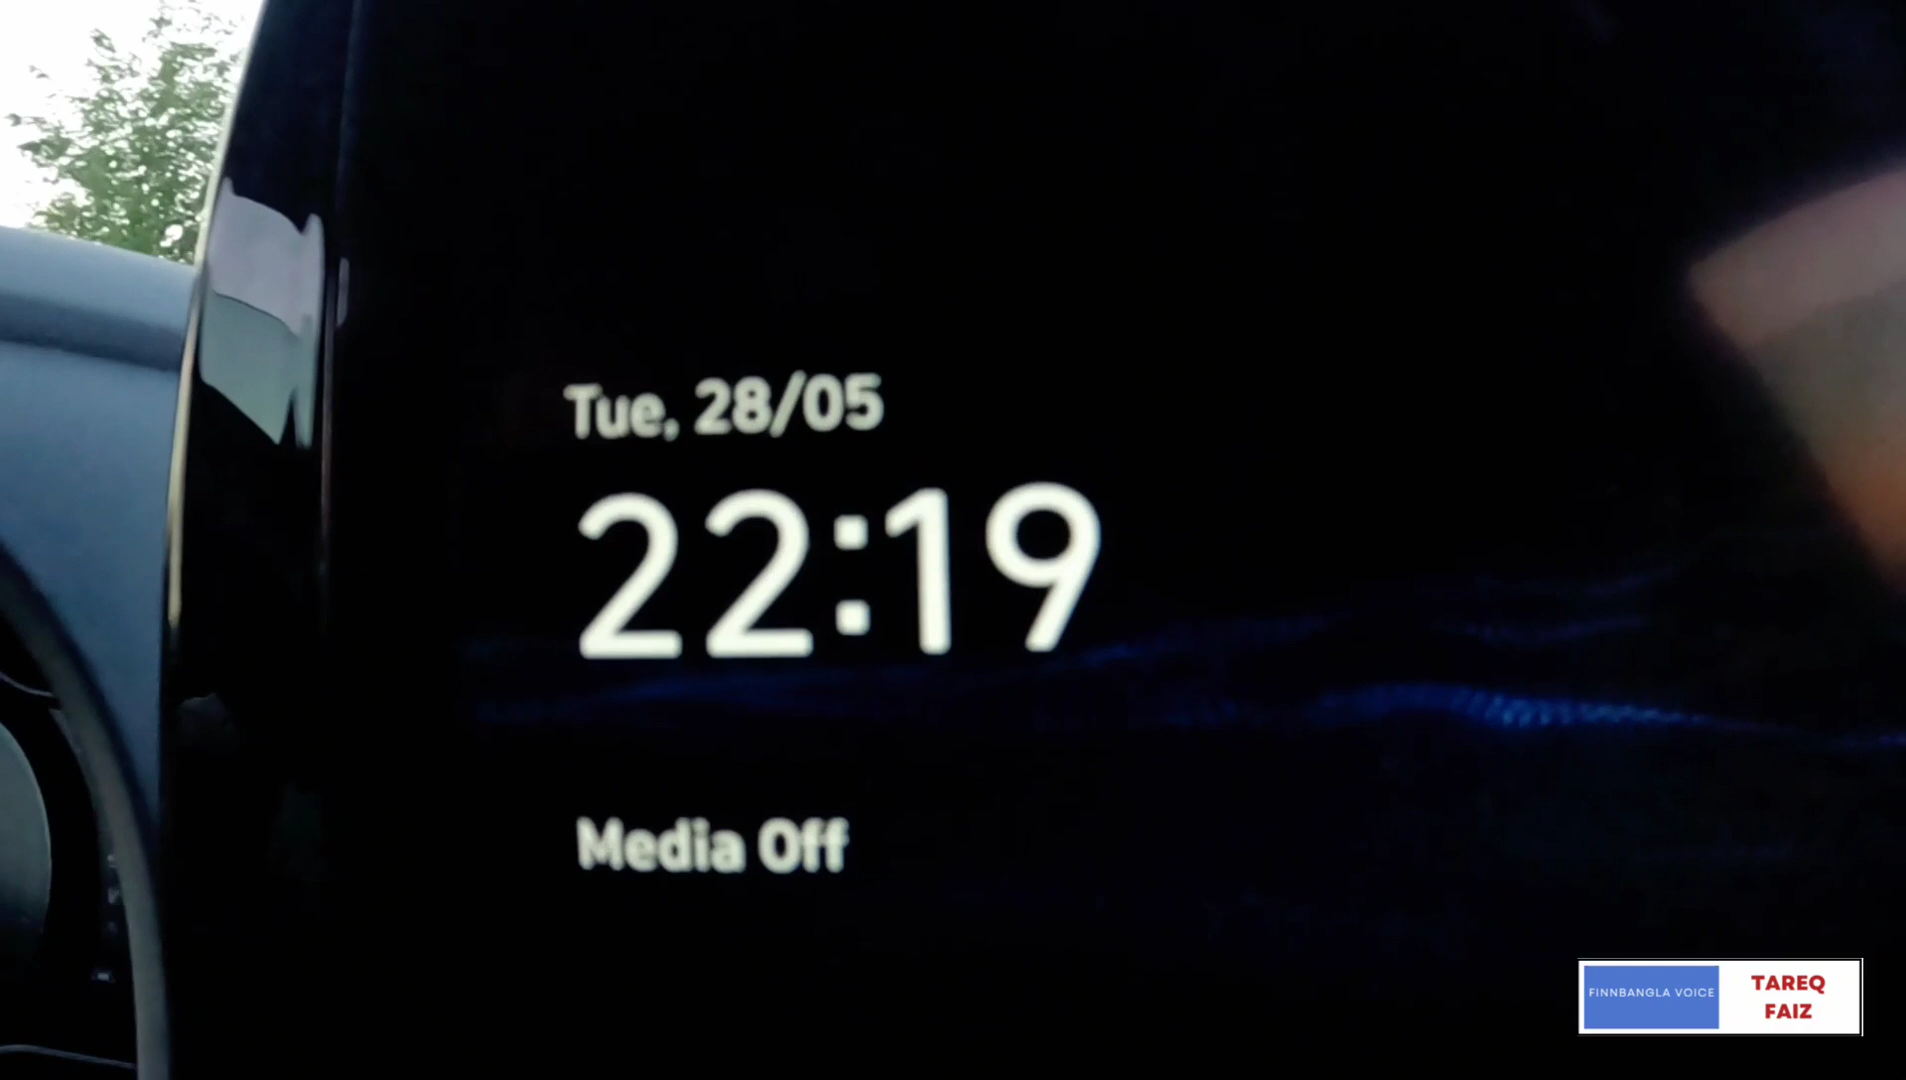 Tue, 28/05
22:19
Media Off
FINNBANGLA VOICE
TAREQ
FAIZ